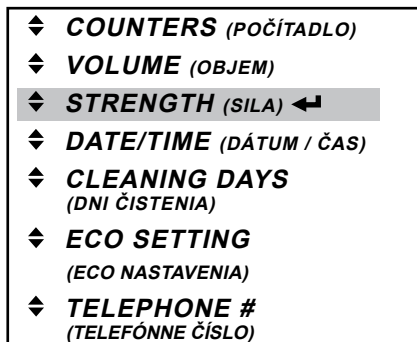 COUNTERS (POČÍTADLO)
VOLUME (OBJEM)
STRENGTH (SILA)
DATE/TIME (DÁTUM / ČAS)
CLEANING DAYS
(DNI ČISTENIA)
ECO SETTING
(ECO NASTAVENIA)
TELEPHONE #
(TELEFÓNNE ČÍSLO)